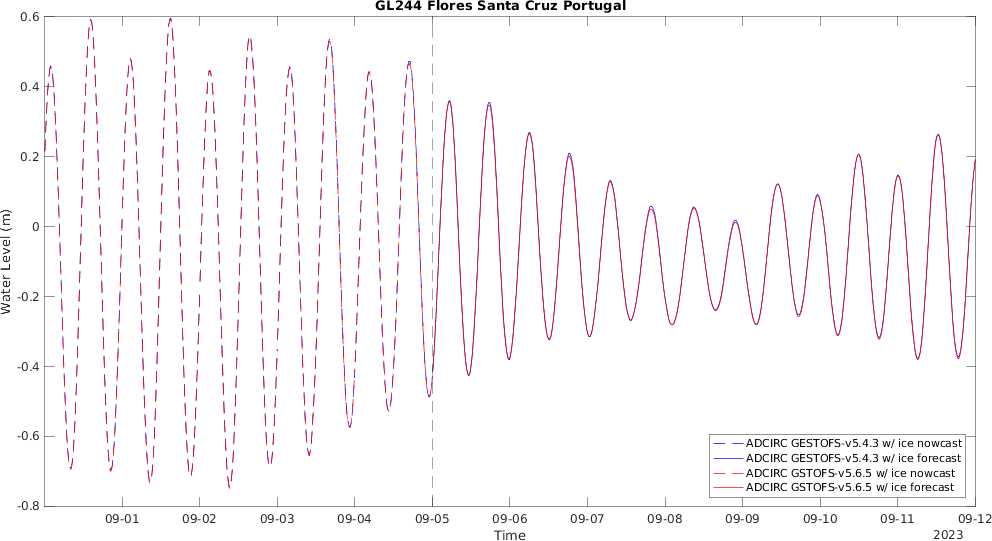 GL244 Flores Santa Cruz Portugal
0.6
0.4
0.2
0
-0.2
-0.4
-0.6
-0.8
Water Level (m)
09-01 09-02 09-03 09-04 09-05 09-06 09-07 09-08 09-09 09-10 09-11 09-12
Time
2023
ADCIRC GESTOFS-v5.4.3 w/ ice nowcast
ADCIRC GESTOFS-v5.4.3 w/ ice forecast
ADCIRC GSTOFS-v5.6.5 w/ ice nowcast
ADCIRC GSTOFS-v5.6.5 w/ ice forecast